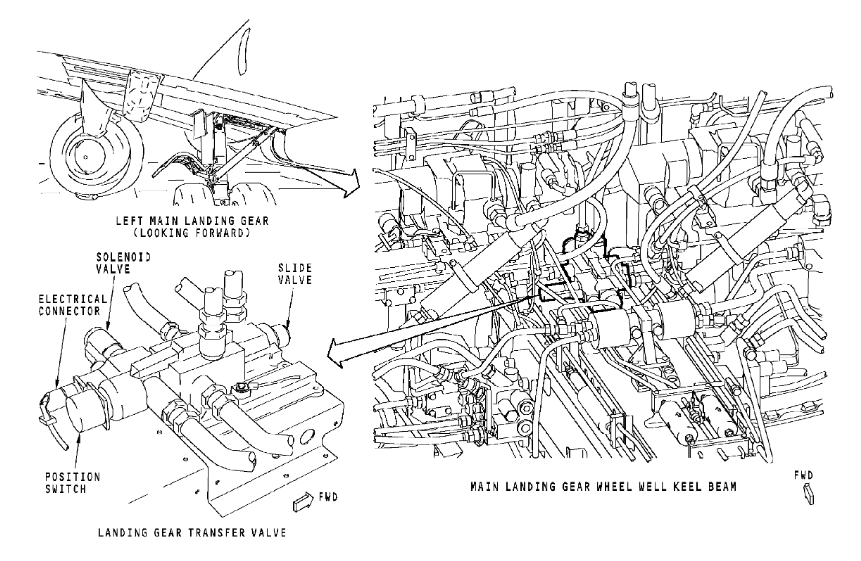 LEFT MAIN LANDING GEAR
(LOOKING FORWARD)
SOLENOID
VALVE
SLIDE
VALVE
ELECTRICAL
CONNECTOR
POSITION
SWITCH
FWD
LANDING GEAR TRANSFER VALVE
MAIN LANDING GEAR WHEEL WELL KEEL BEAM
FWD